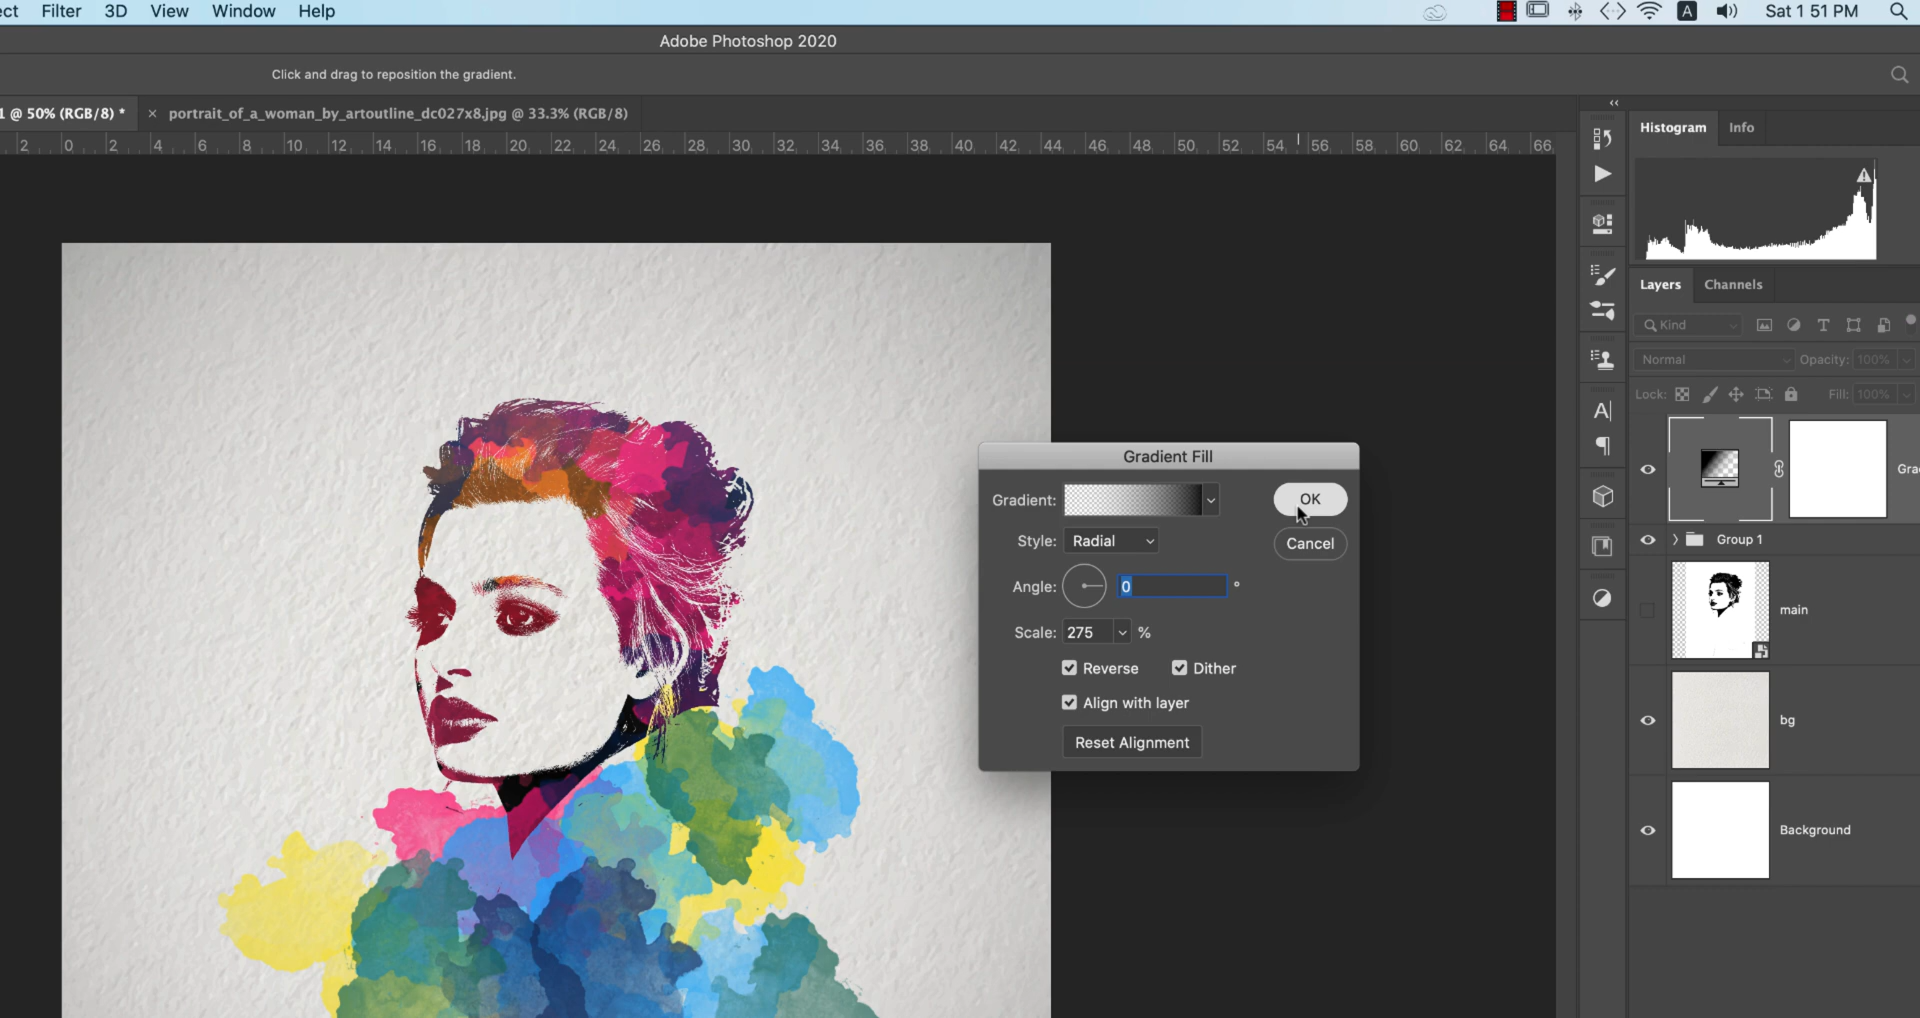 ect Filter 3D View Window Help
A Sat 1 51 PM
Adobe Photoshop 2020
Click and drag to reposition the gradient.
1 @ 50% (RGB/8) * × portrait_of_a_woman_by_artoutline_dc027x8.jpg @ 33.3% (RGB/8)
2 0 2 4 6 8 10 12 14 16 18 20 22 24 26 28 30 32 34 36 38 40 42 44 46 48 50 52 54 56 58 60 62 64 66
Histogram Info
Layers Channels
Kind
Normal Opacity: 100%
Lock: Fill: 100%
Gra
Group 1
main
bg
Background
Gradient Fill
Gradient: OK
Style: Radial Cancel
Angle: 0 °
Scale: 275 %
Reverse Dither
Align with layer
Reset Alignment